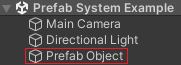 Prefab System Example
Main Camera
Directional Light
Prefab Object